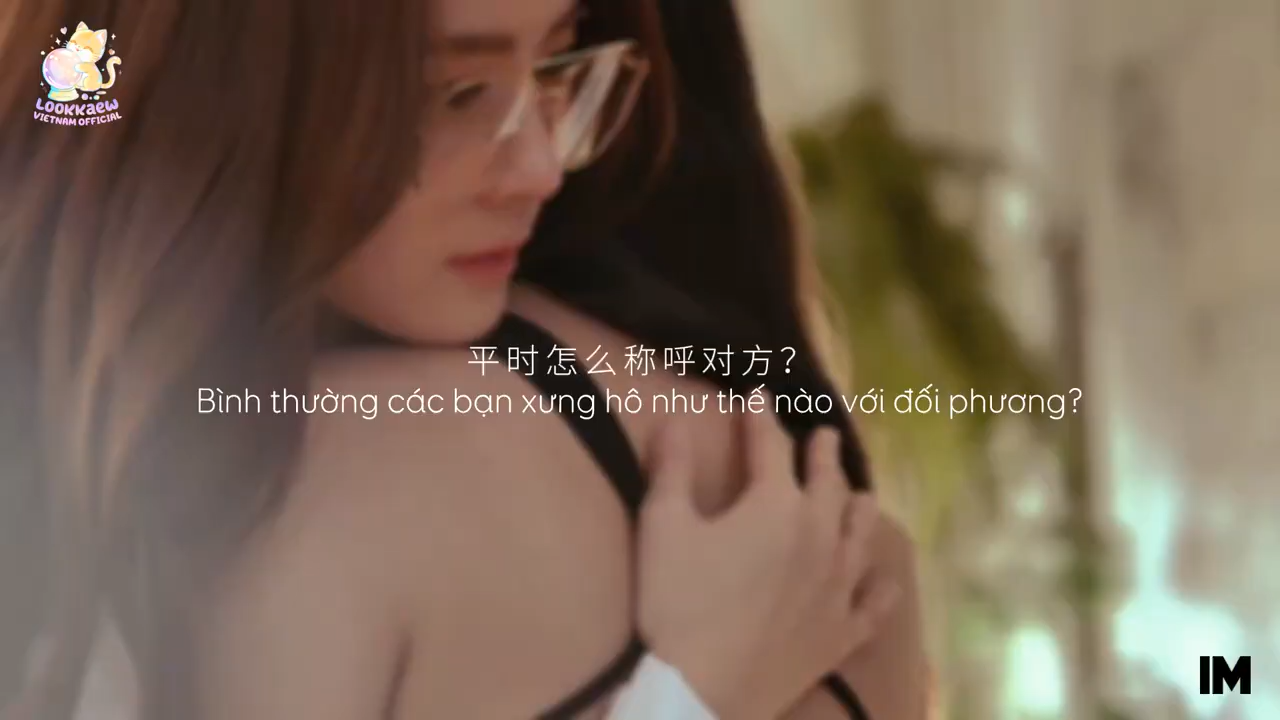 LOOKKAEW
VIETNAM OFFICIAL
平时怎么称呼对方？
Bình thường các bạn xưng hô như thế nào với đối phương?
IM